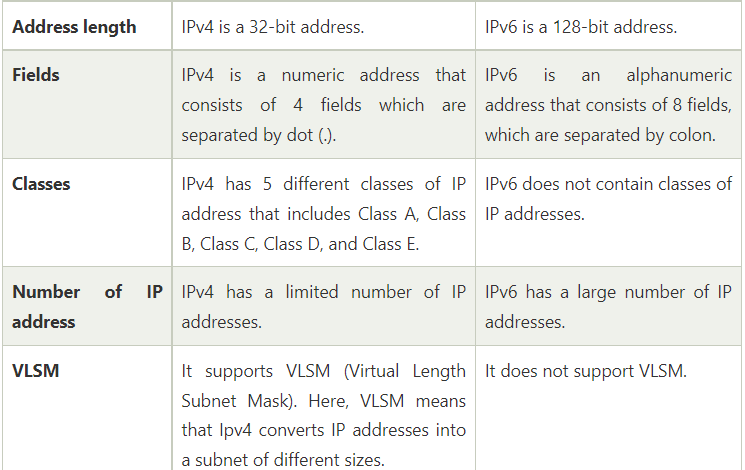 Address length
IPv4 is a 32-bit address.
IPv6 is a 128-bit address.
Fields
IPv4 is a numeric address that
consists of 4 fields which are
separated by dot (.).
IPv6 is an alphanumeric
address that consists of 8 fields,
which are separated by colon.
Classes
IPv4 has 5 different classes of IP
address that includes Class A, Class
B, Class C, Class D, and Class E.
IPv6 does not contain classes of
IP addresses.
Number of IP
address
IPv4 has a limited number of IP
addresses.
IPv6 has a large number of IP
addresses.
VLSM
It supports VLSM (Virtual Length
Subnet Mask). Here, VLSM means
that Ipv4 converts IP addresses into
a subnet of different sizes.
It does not support VLSM.